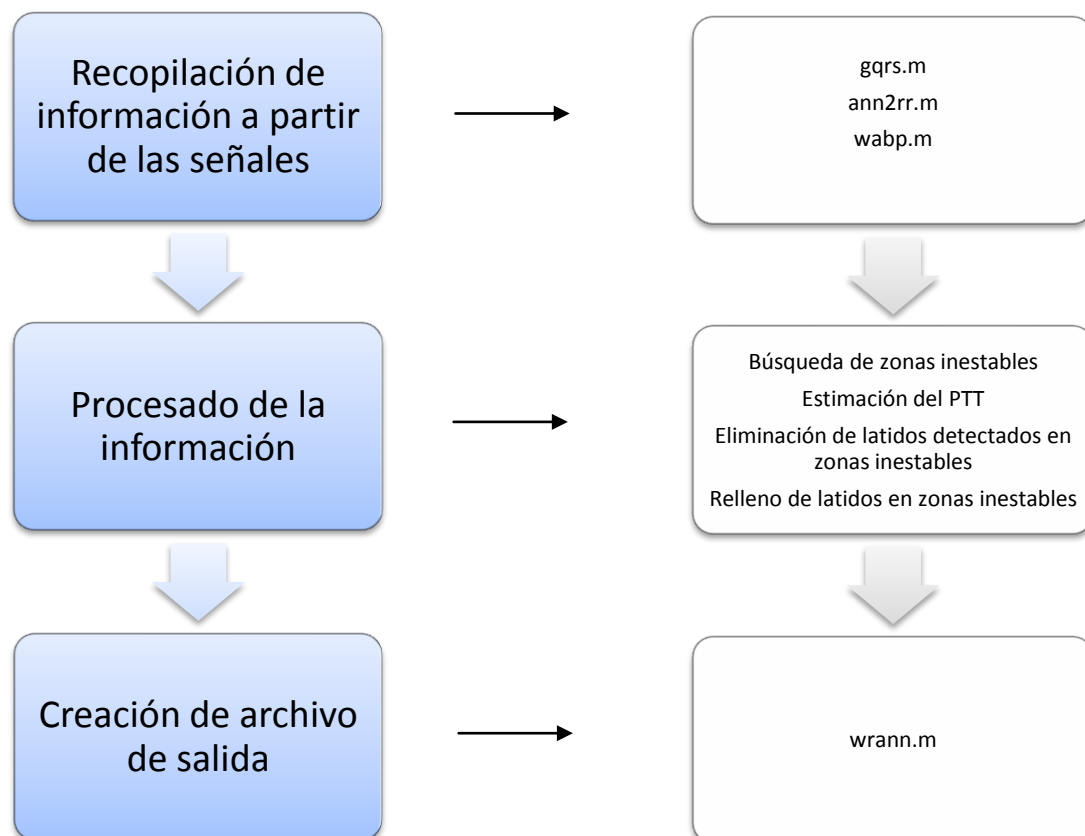 Recopilación de
información a partir
de las señales
gqrs.m
ann2rr.m
wabp.m
Procesado de la
información
Búsqueda de zonas inestables
Estimación del PTT
Eliminación de latidos detectados en
zonas inestables
Relleno de latidos en zonas inestables
Creación de archivo
de salida
wrann.m